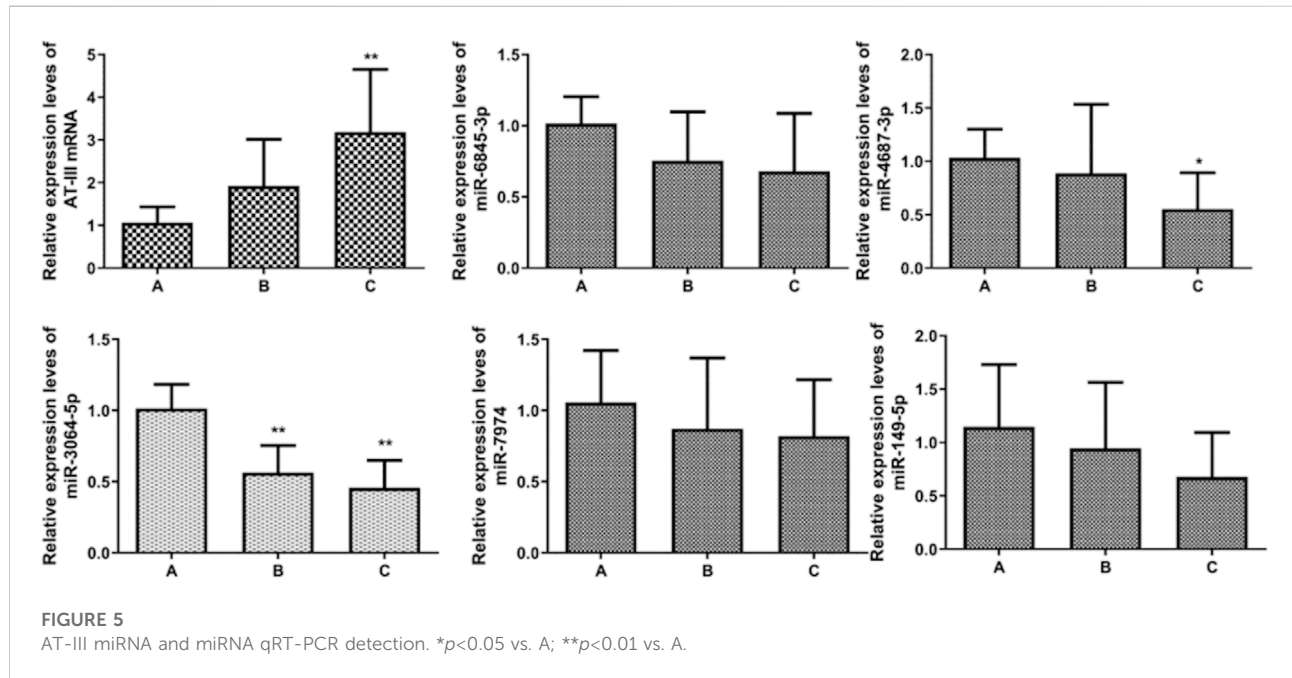 Relative expression leves of
AT-III mRNA
5
4
3
2
1
0
**
A
B
C
Relative expression leves of
miR-6845-3p
1.5
1.0
0.5
0.0
A
B
C
Relative expression levels of
miR-4687-3p
2.0
1.5
1.0
0.5
0.0
*
A
B
C
Relative expression leves of
miR-3064-5p
1.5
1.0
0.5
0.0
**
**
A
B
C
Relative expression leves of
miR-7974
1.5
1.0
0.5
0.0
A
B
C
Relative expression leves of
miR-149-5p
2.0
1.5
1.0
0.5
0.0
A
B
C
FIGURE 5
AT-III miRNA and miRNA qRT-PCR detection. *p<0.05 vs. A; **p<0.01 vs. A.